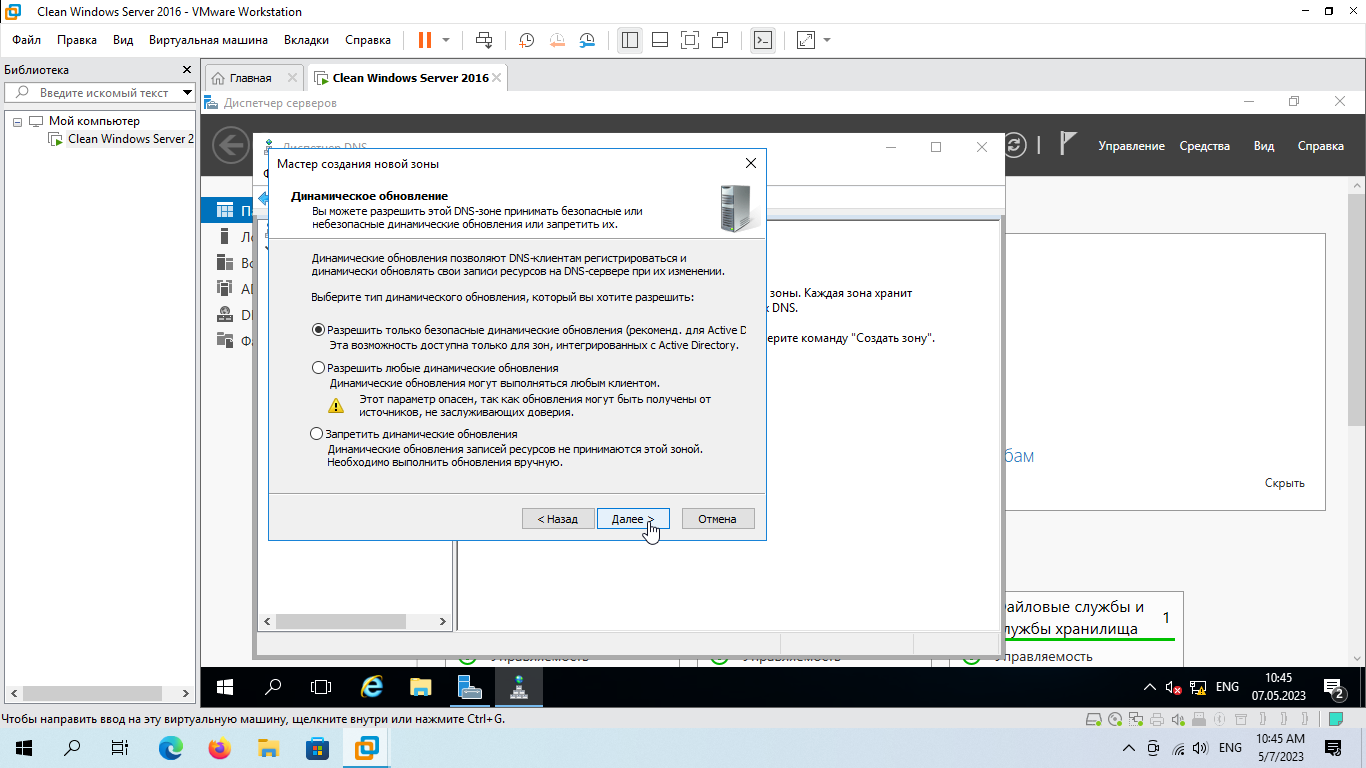 Clean Windows Server 2016 - VMware Workstation
Файл Правка Вид Виртуальная машина Вкладки Справка
Библиотека
Введите искомый текст
Мой компьютер
Clean Windows Server 2
Главная
Clean Windows Server 2016
Диспетчер серверов
Управление Средства Вид Справка
Диспетчер DNS
Мастер создания новой зоны
Динамическое обновление
Вы можете разрешить этой DNS-зоне принимать безопасные или
небезопасные динамические обновления или запретить их.
Динамические обновления позволяют DNS-клиентам регистрироваться и
динамически обновлять свои записи ресурсов на DNS-сервере при их изменении.
Выберите тип динамического обновления, который вы хотите разрешить:
Разрешить только безопасные динамические обновления (рекоменд. для Active D
Эта возможность доступна только для зон, интегрированных с Active Directory.
Разрешить любые динамические обновления
Динамические обновления могут выполняться любым клиентом.
Этот параметр опасен, так как обновления могут быть получены от
источников, не заслуживающих доверия.
Запретить динамические обновления
Динамические обновления записей ресурсов не принимаются этой зоной.
Необходимо выполнить обновления вручную.
< Назад Далее > Отмена
зоны. Каждая зона хранит
DNS.
ерите команду "Создать зону".
бам
Скрыть
айловые службы и
лужбы хранилища
1
Управляемость
Управляемость
Управляемость
ENG
10:45
07.05.2023
2
Чтобы направить ввод на эту виртуальную машину, щелкните внутри или нажмите Ctrl+G.
ENG
10:45 AM
5/7/2023